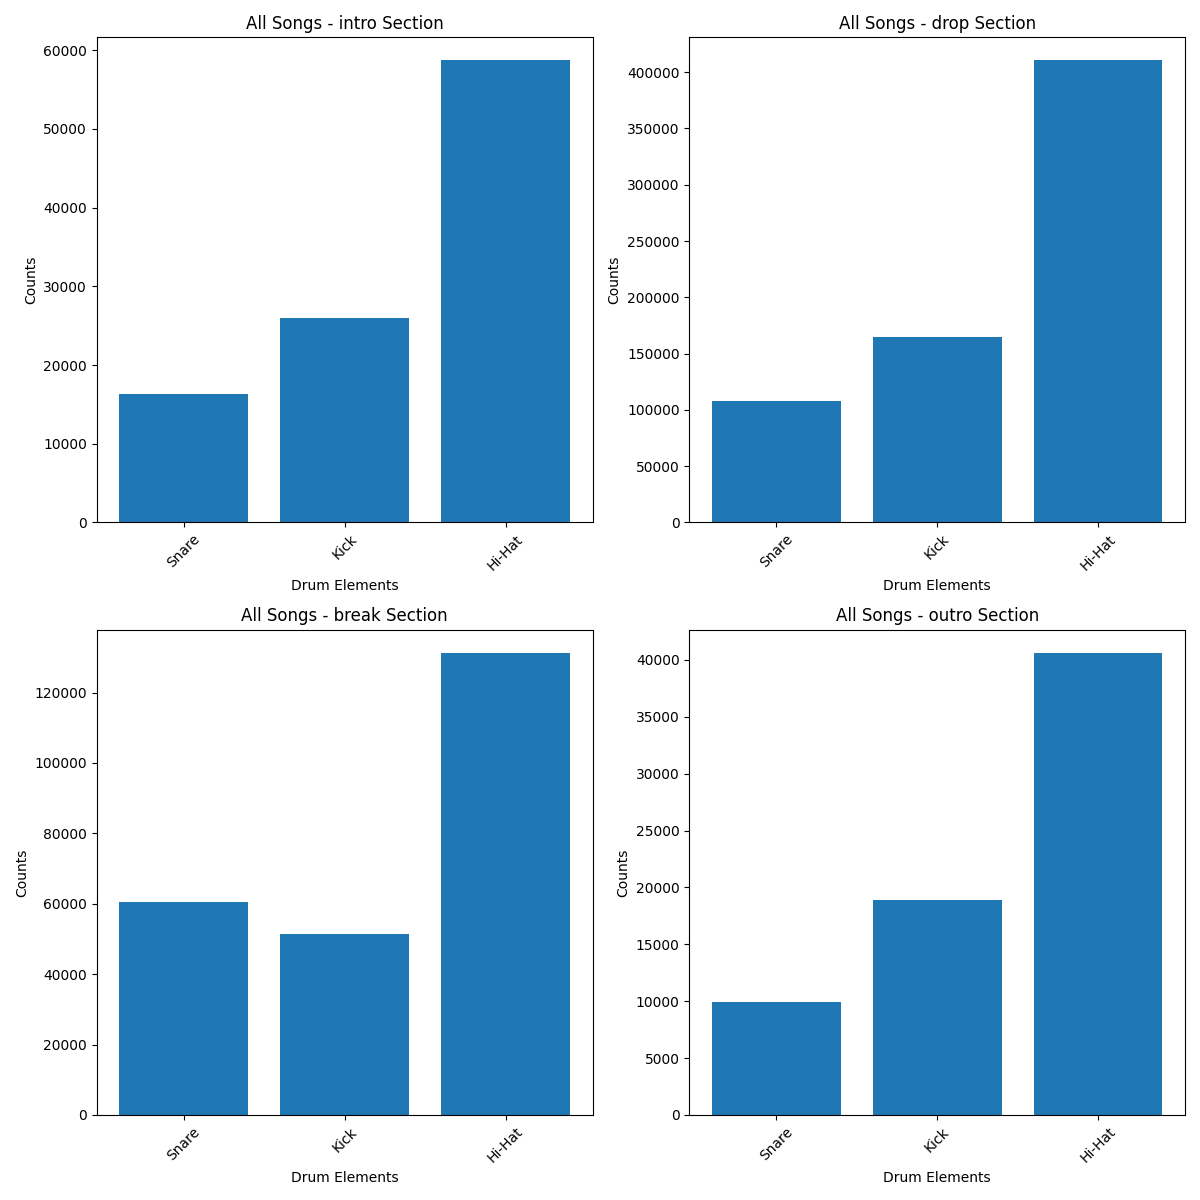 All Songs - intro Section
60000
50000
40000
30000
20000
10000
0
Counts
Snare
Kick
Hi-Hat
Drum Elements
All Songs - drop Section
400000
350000
300000
250000
200000
150000
100000
50000
0
Counts
Snare
Kick
Hi-Hat
Drum Elements
All Songs - break Section
120000
100000
80000
60000
40000
20000
0
Counts
Snare
Kick
Hi-Hat
Drum Elements
All Songs - outro Section
40000
35000
30000
25000
20000
15000
10000
5000
0
Counts
Snare
Kick
Hi-Hat
Drum Elements